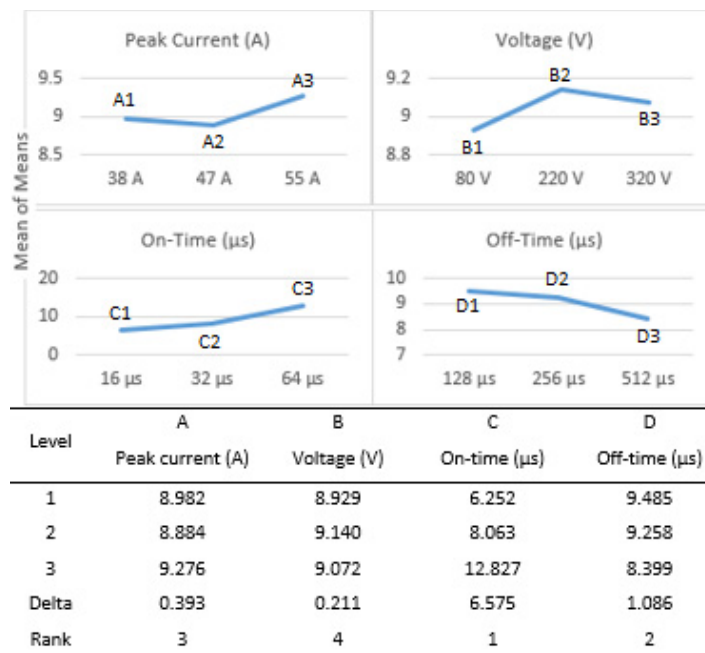 Mean of Means
Peak Current (A)
9.5
9
8.5
A1
A2
A3
38 A
47 A
55 A
Voltage (V)
9.2
9
8.8
B1
B2
B3
80 V
220 V
320 V
On-Time (µs)
20
10
0
C1
C2
C3
16 µs
32 µs
64 µs
Off-Time (µs)
10
9
8
7
D1
D2
D3
128 µs
256 µs
512 µs
Level A B C D
Peak current (A) Voltage (V) On-time (µs) Off-time (µs)
1 8.982 8.929 6.252 9.485
2 8.884 9.140 8.063 9.258
3 9.276 9.072 12.827 8.399
Delta 0.393 0.211 6.575 1.086
Rank 3 4 1 2